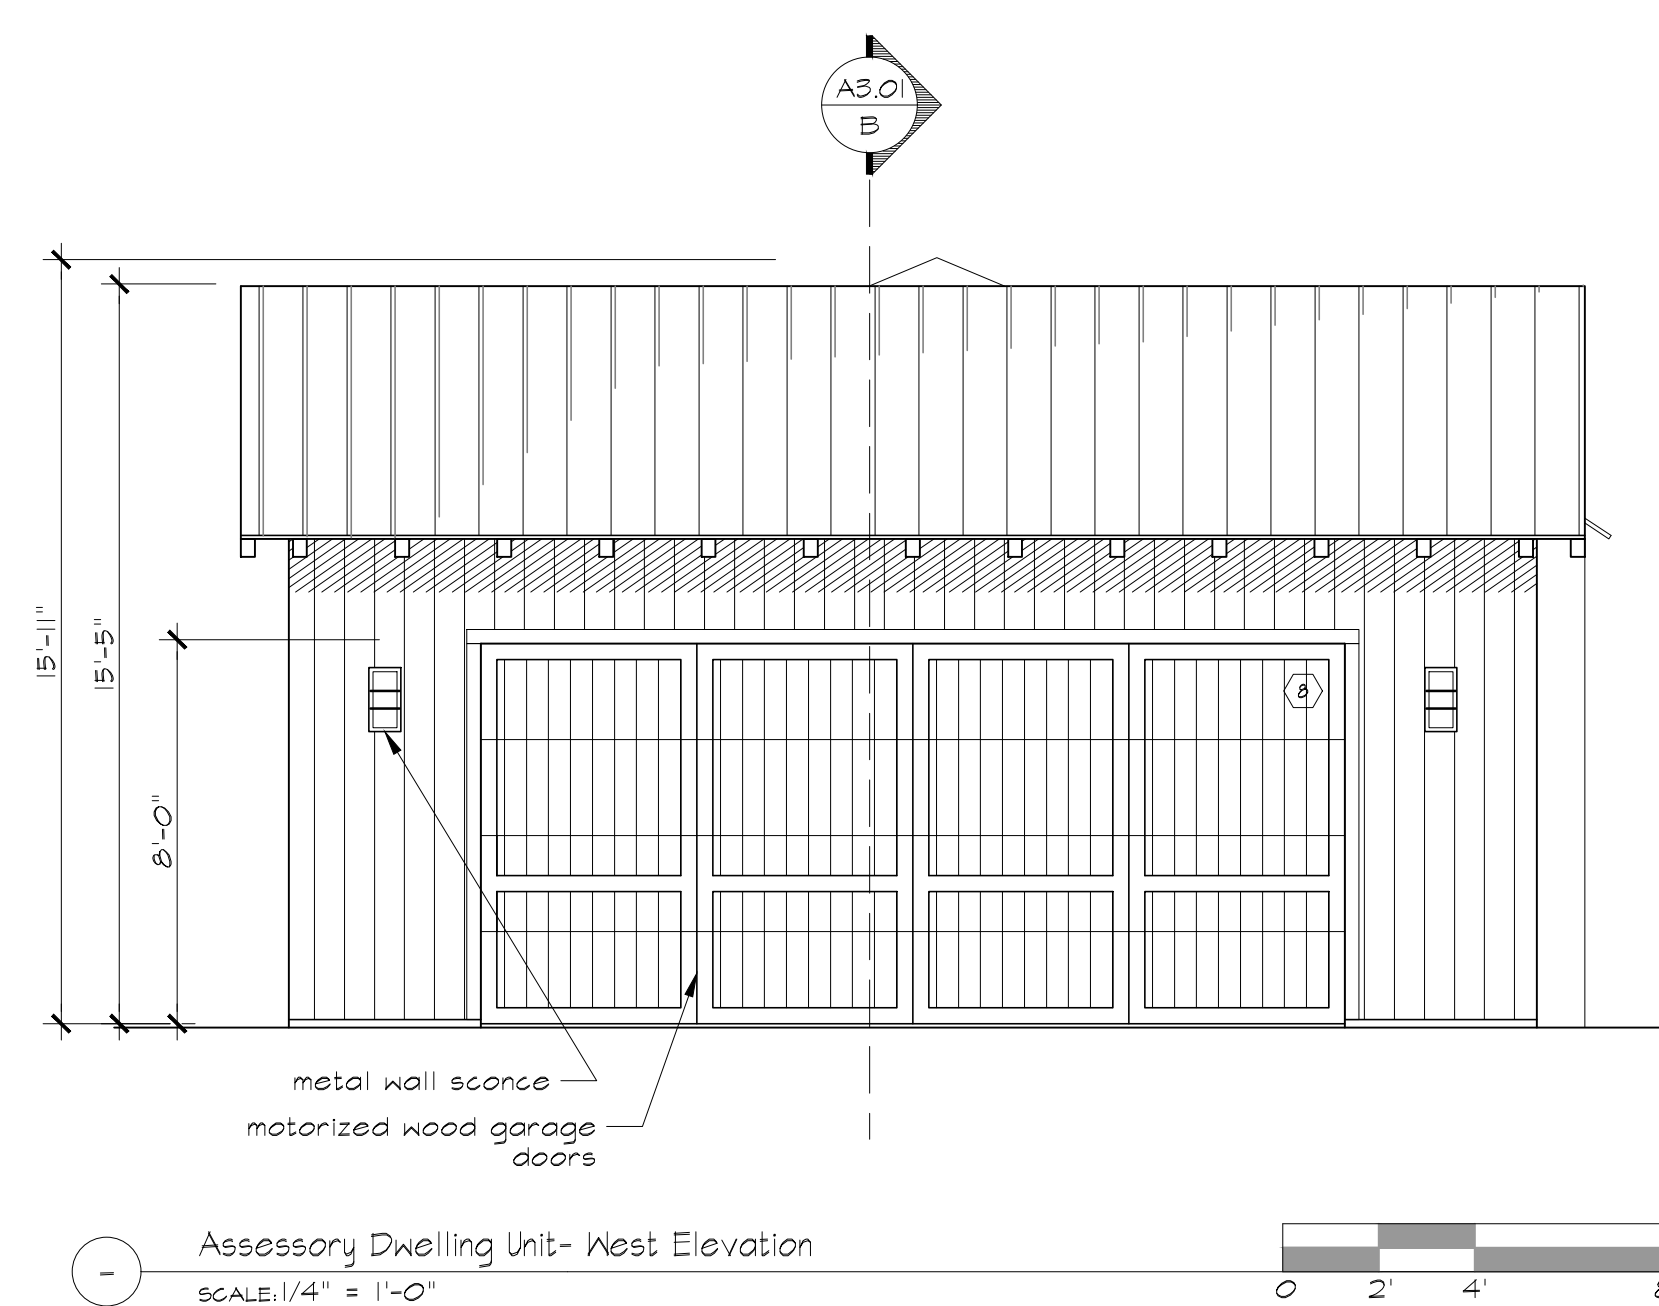 A3.01
B
15'-11"
15'-5"
8'-0"
8
metal wall sconce
motorized wood garage
doors
Assessory Dwelling Unit- West Elevation
-
SCALE:1/4" = 1'-0"
0 2' 4'